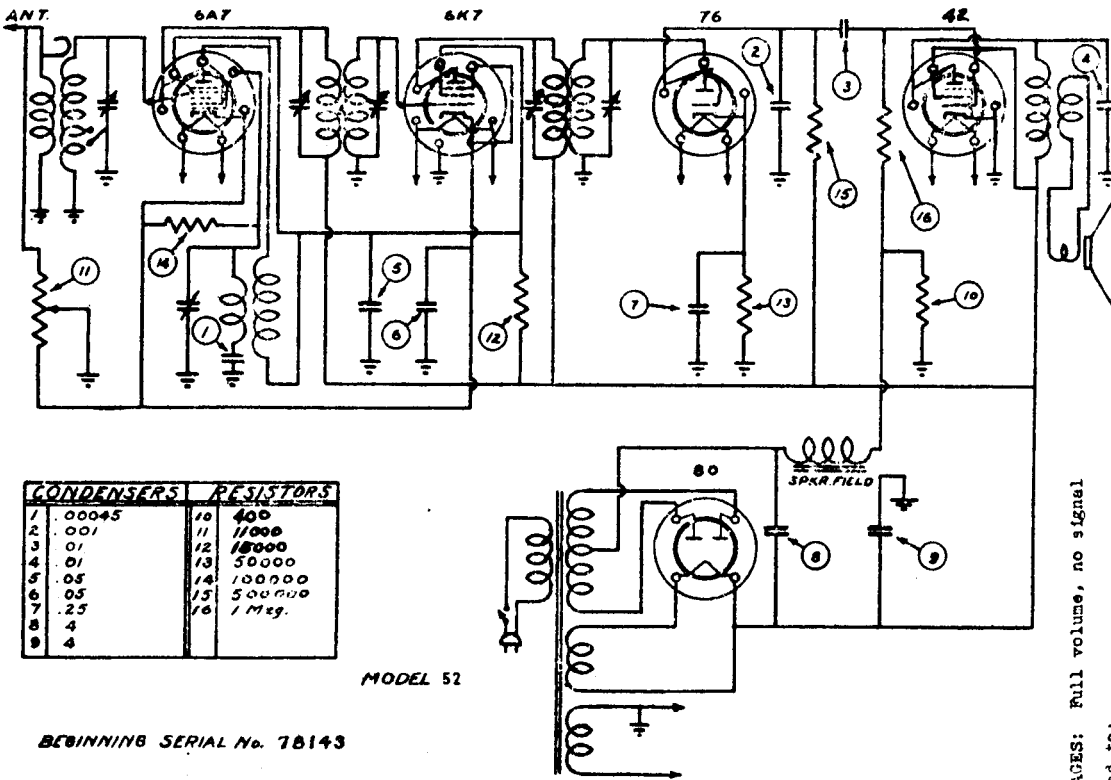 ANT.
6A7
6K7
76
42
2
3
4
15
16
11
14
1
5
6
12
7
13
10
80
SPKR. FIELD
8
9
CONDENSERS RESISTORS
1 .00045 10 400
2 .001 11 11000
3 .01 12 15000
4 .01 13 50000
5 .05 14 100000
6 .05 15 500000
7 .25 16 1 Meg.
8 4
9 4
MODEL 52
BEGINNING SERIAL No. 78143
AGES: Full volume, no signal